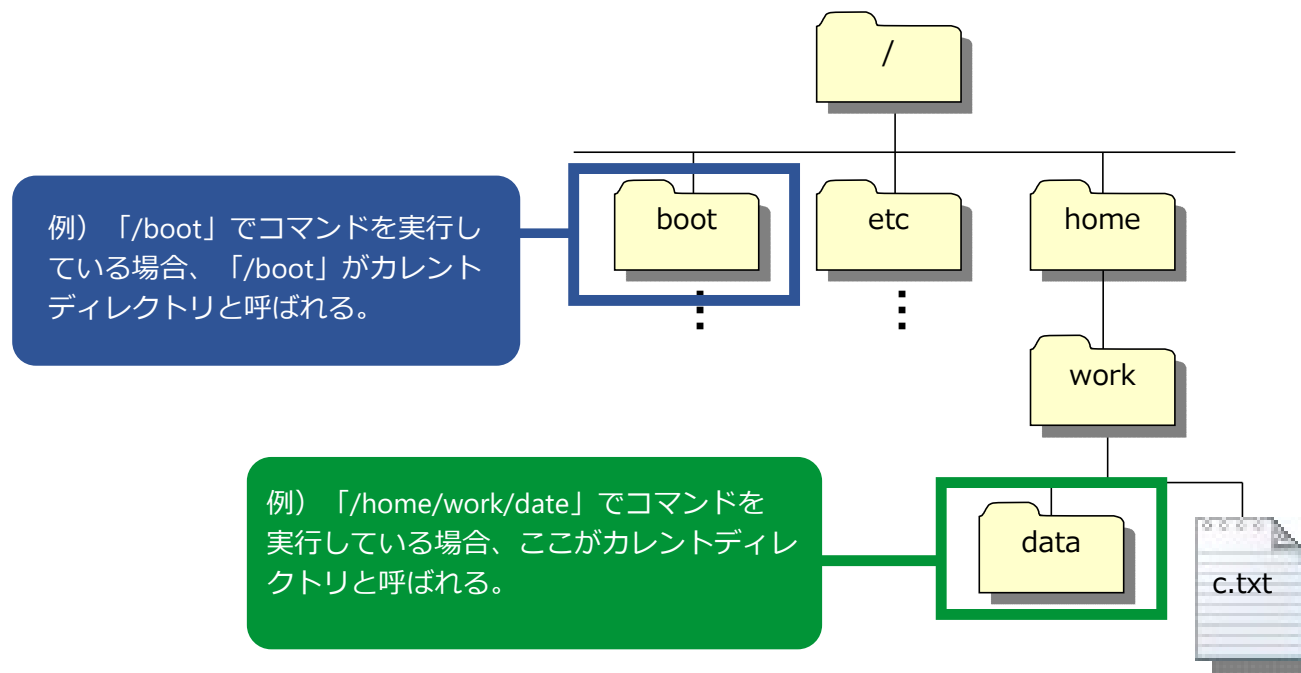 /
boot
etc
home
例）「/boot」でコマンドを実行し
ている場合、「/boot」がカレント
ディレクトリと呼ばれる。
work
例）「/home/work/date」でコマンドを
実行している場合、ここがカレントディレ
クトリと呼ばれる。
data
c.txt